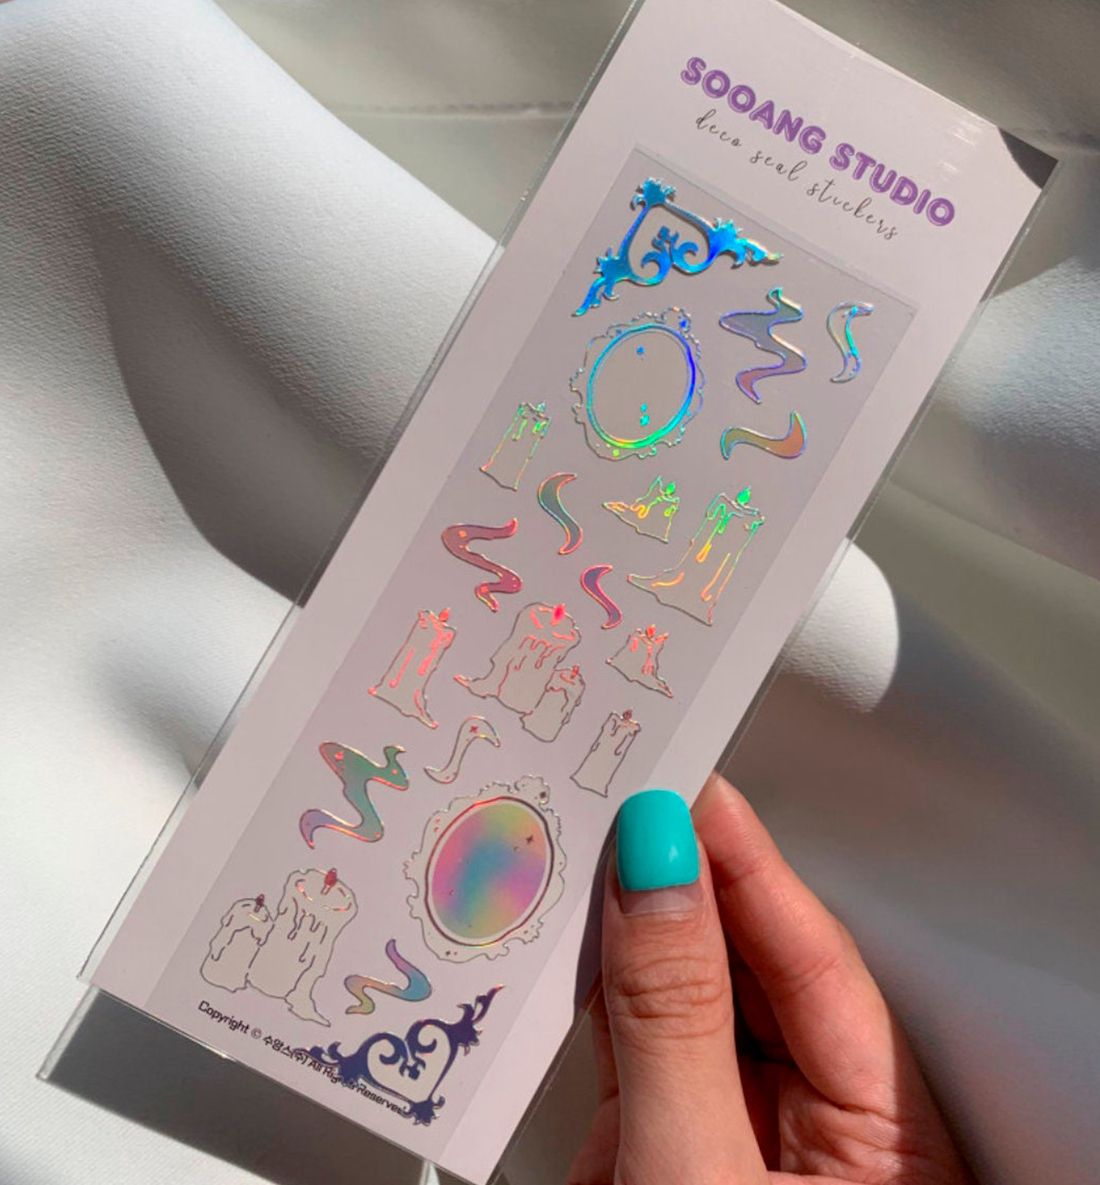 SOOANG STUDIO
deco seal stickers
Copyright © 수앙스(주) All Rights Reserved